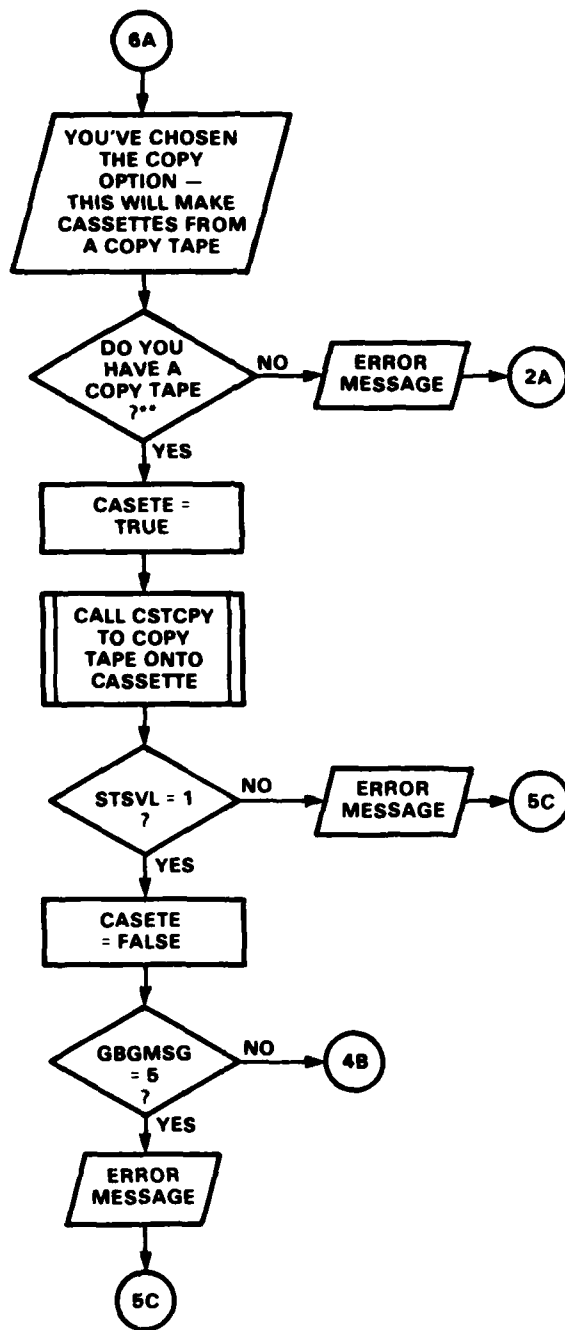 6A
YOU'VE CHOSEN
THE COPY
OPTION —
THIS WILL MAKE
CASSETTES FROM
A COPY TAPE
DO YOU
HAVE A
COPY TAPE
?**
NO
ERROR
MESSAGE
2A
YES
CASETE =
TRUE
CALL CSTCPY
TO COPY
TAPE ONTO
CASSETTE
STSVL = 1
?
NO
ERROR
MESSAGE
5C
YES
CASETE
= FALSE
GBGMSG
= 5
?
NO
4B
YES
ERROR
MESSAGE
5C